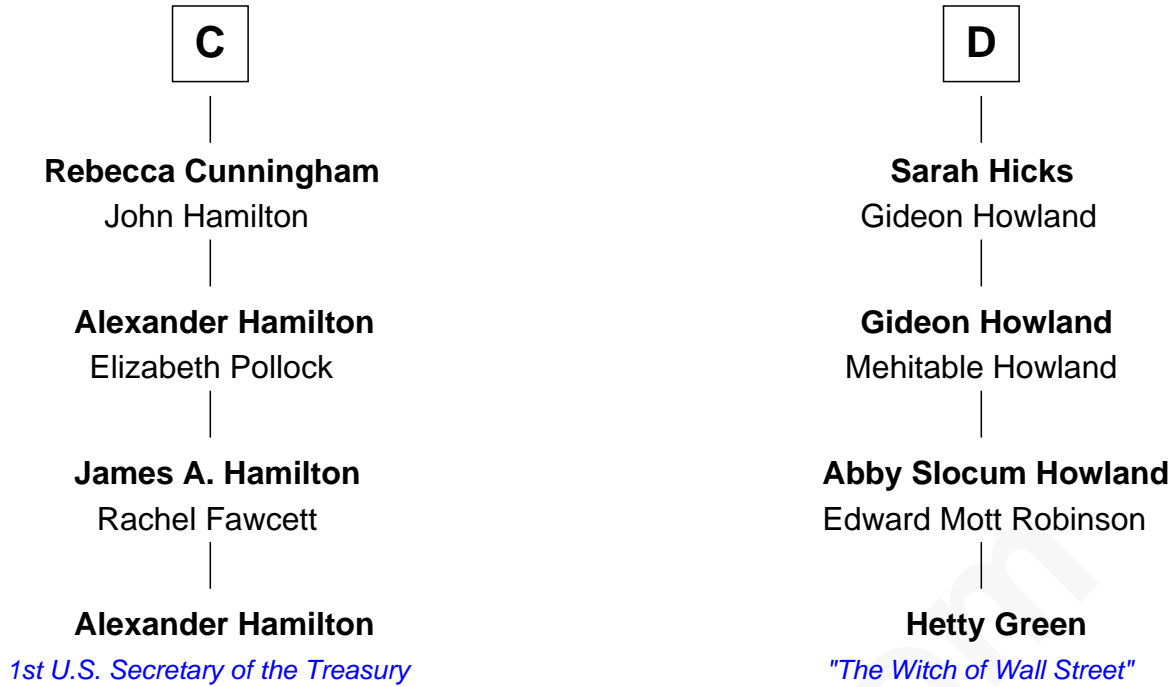 C
Rebecca Cunningham
John Hamilton
Alexander Hamilton
Elizabeth Pollock
James A. Hamilton
Rachel Fawcett
Alexander Hamilton
1st U.S. Secretary of the Treasury
D
Sarah Hicks
Gideon Howland
Gideon Howland
Mehitable Howland
Abby Slocum Howland
Edward Mott Robinson
Hetty Green
"The Witch of Wall Street"